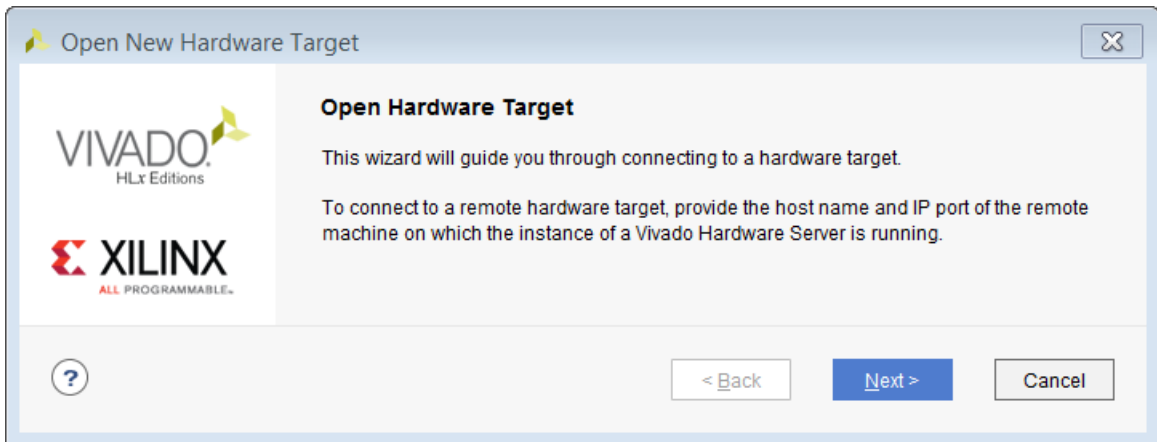 Open New Hardware Target
VIVADO.
HLx Editions
XILINX
ALL PROGRAMMABLE™
Open Hardware Target
This wizard will guide you through connecting to a hardware target.
To connect to a remote hardware target, provide the host name and IP port of the remote
machine on which the instance of a Vivado Hardware Server is running.
?
< Back
Next >
Cancel